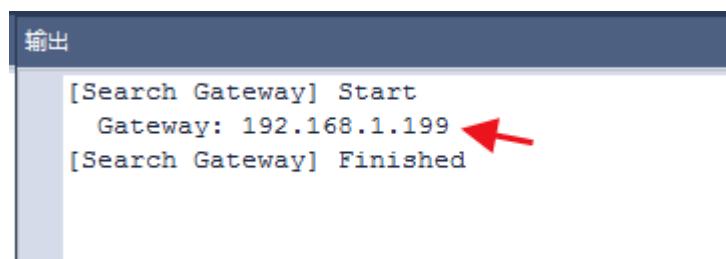 输出
[Search Gateway] Start
Gateway: 192.168.1.199
[Search Gateway] Finished